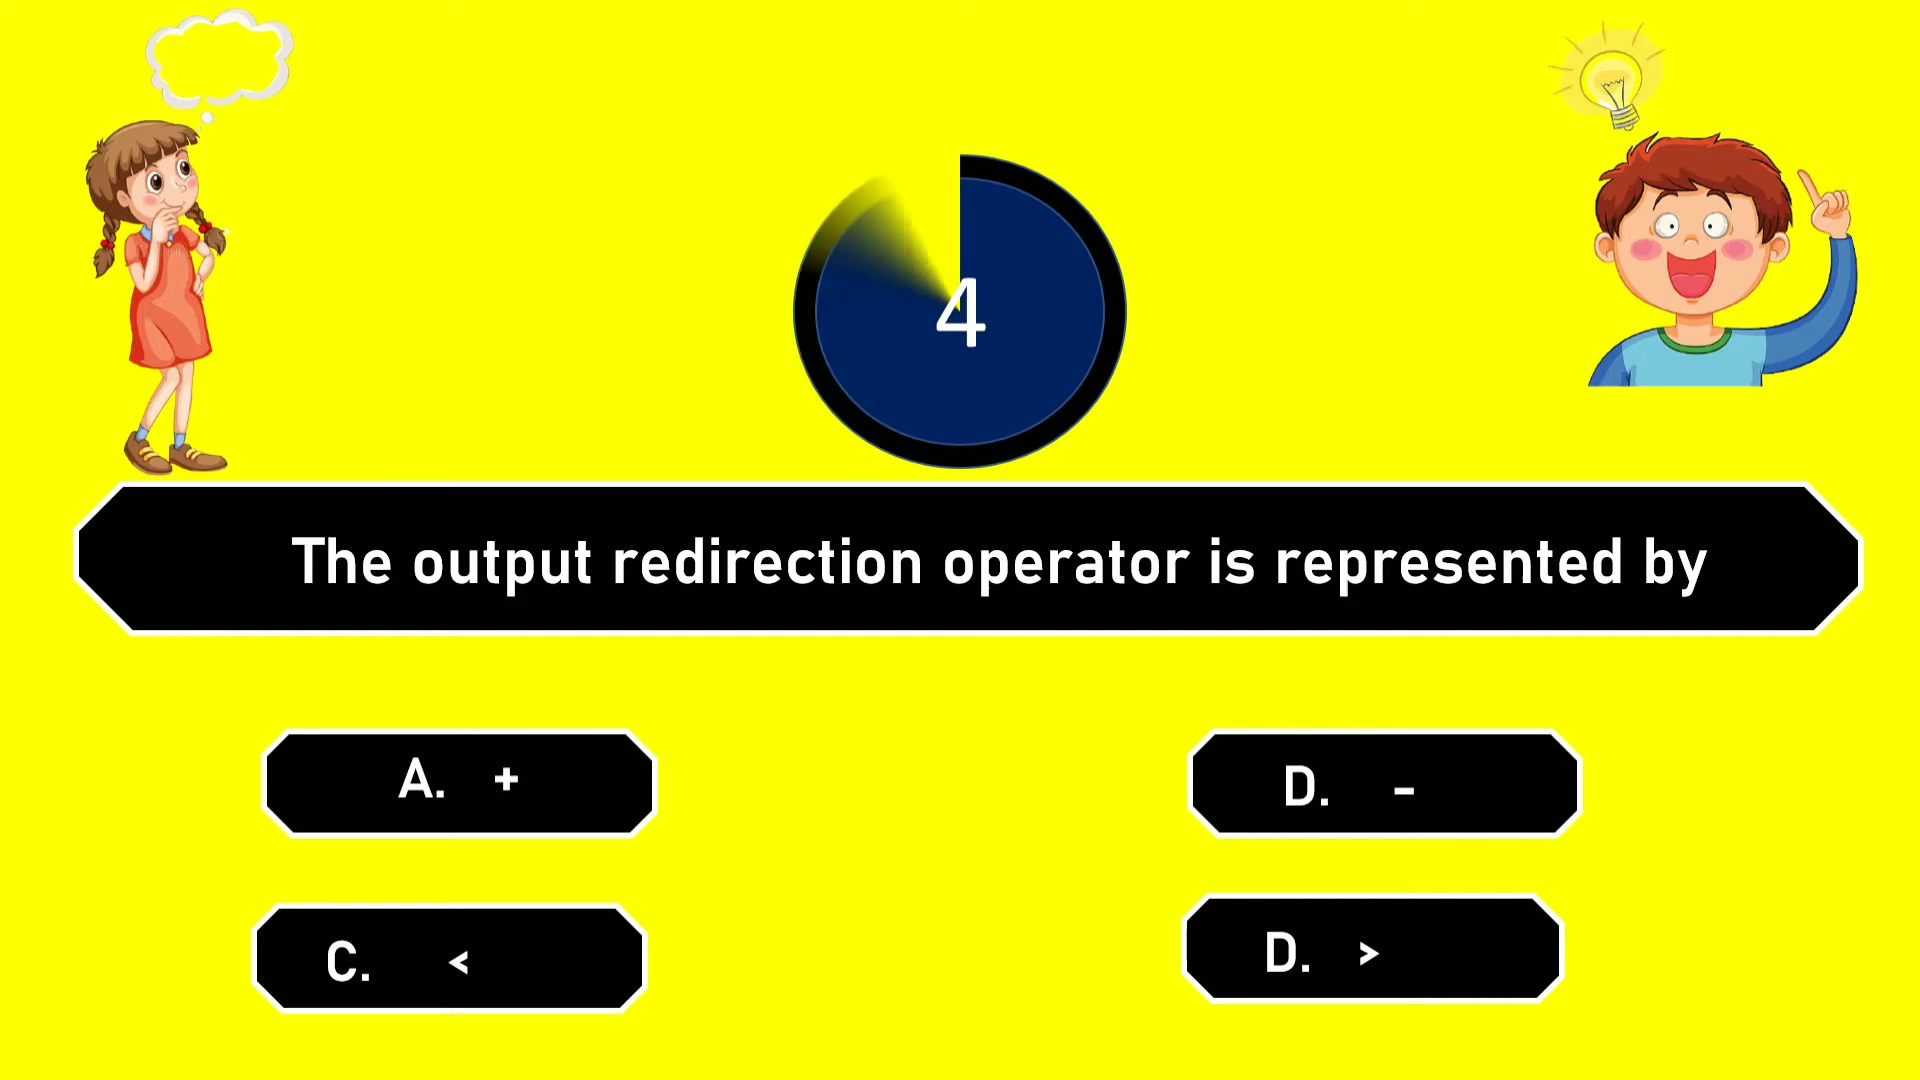 4
The output redirection operator is represented by
A. +
D. -
C. <
D. >